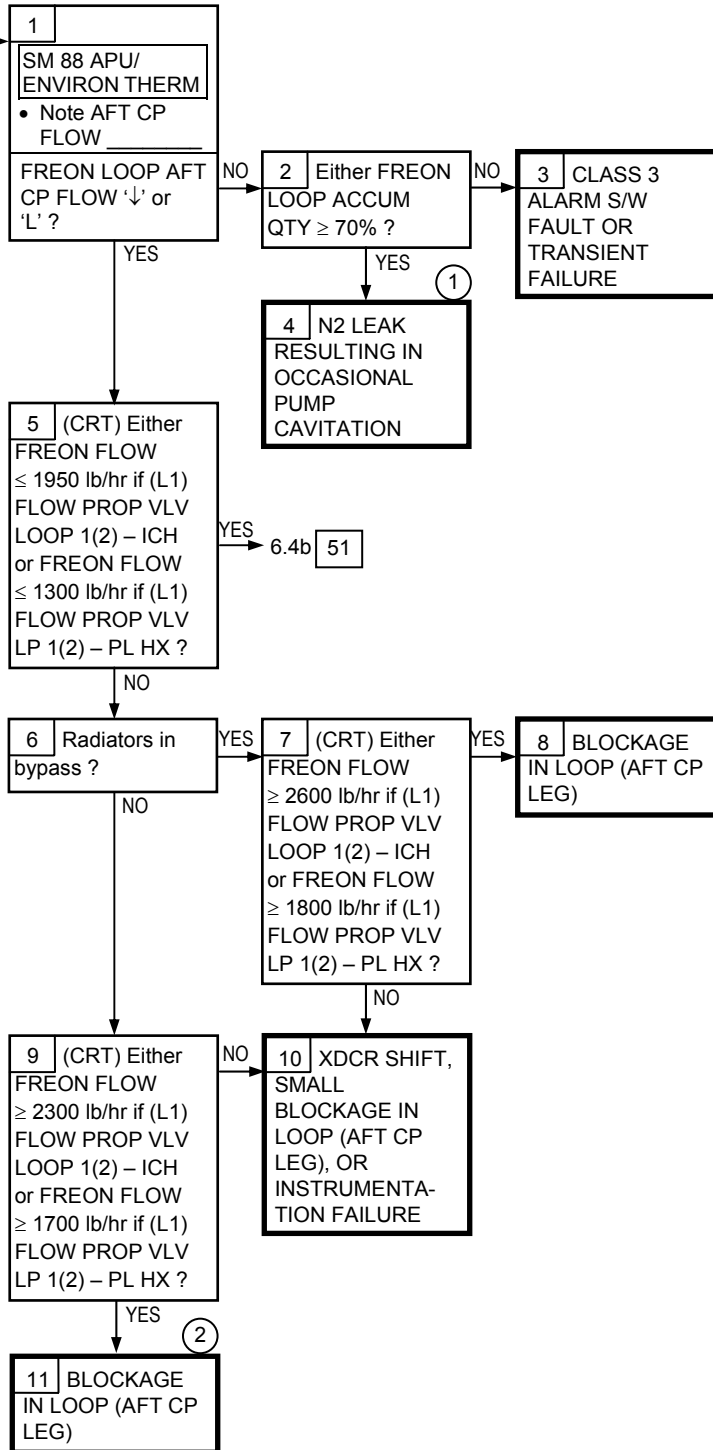 1
SM 88 APU/
ENVIRON THERM
• Note AFT CP
FLOW ________
FREON LOOP AFT
CP FLOW ‘↓’ or
‘L’ ?
NO
YES
2 Either FREON
LOOP ACCUM
QTY ≥ 70% ?
NO
YES
3 CLASS 3
ALARM S/W
FAULT OR
TRANSIENT
FAILURE
1
4 N2 LEAK
RESULTING IN
OCCASIONAL
PUMP
CAVITATION
5 (CRT) Either
FREON FLOW
≤ 1950 lb/hr if (L1)
FLOW PROP VLV
LOOP 1(2) – ICH
or FREON FLOW
≤ 1300 lb/hr if (L1)
FLOW PROP VLV
LP 1(2) – PL HX ?
YES
6.4b 51
NO
6 Radiators in
bypass ?
YES
NO
7 (CRT) Either
FREON FLOW
≥ 2600 lb/hr if (L1)
FLOW PROP VLV
LOOP 1(2) – ICH
or FREON FLOW
≥ 1800 lb/hr if (L1)
FLOW PROP VLV
LP 1(2) – PL HX ?
YES
NO
8 BLOCKAGE
IN LOOP (AFT CP
LEG)
9 (CRT) Either
FREON FLOW
≥ 2300 lb/hr if (L1)
FLOW PROP VLV
LOOP 1(2) – ICH
or FREON FLOW
≥ 1700 lb/hr if (L1)
FLOW PROP VLV
LP 1(2) – PL HX ?
NO
YES
10 XDCR SHIFT,
SMALL
BLOCKAGE IN
LOOP (AFT CP
LEG), OR
INSTRUMENTA-
TION FAILURE
2
11 BLOCKAGE
IN LOOP (AFT CP
LEG)